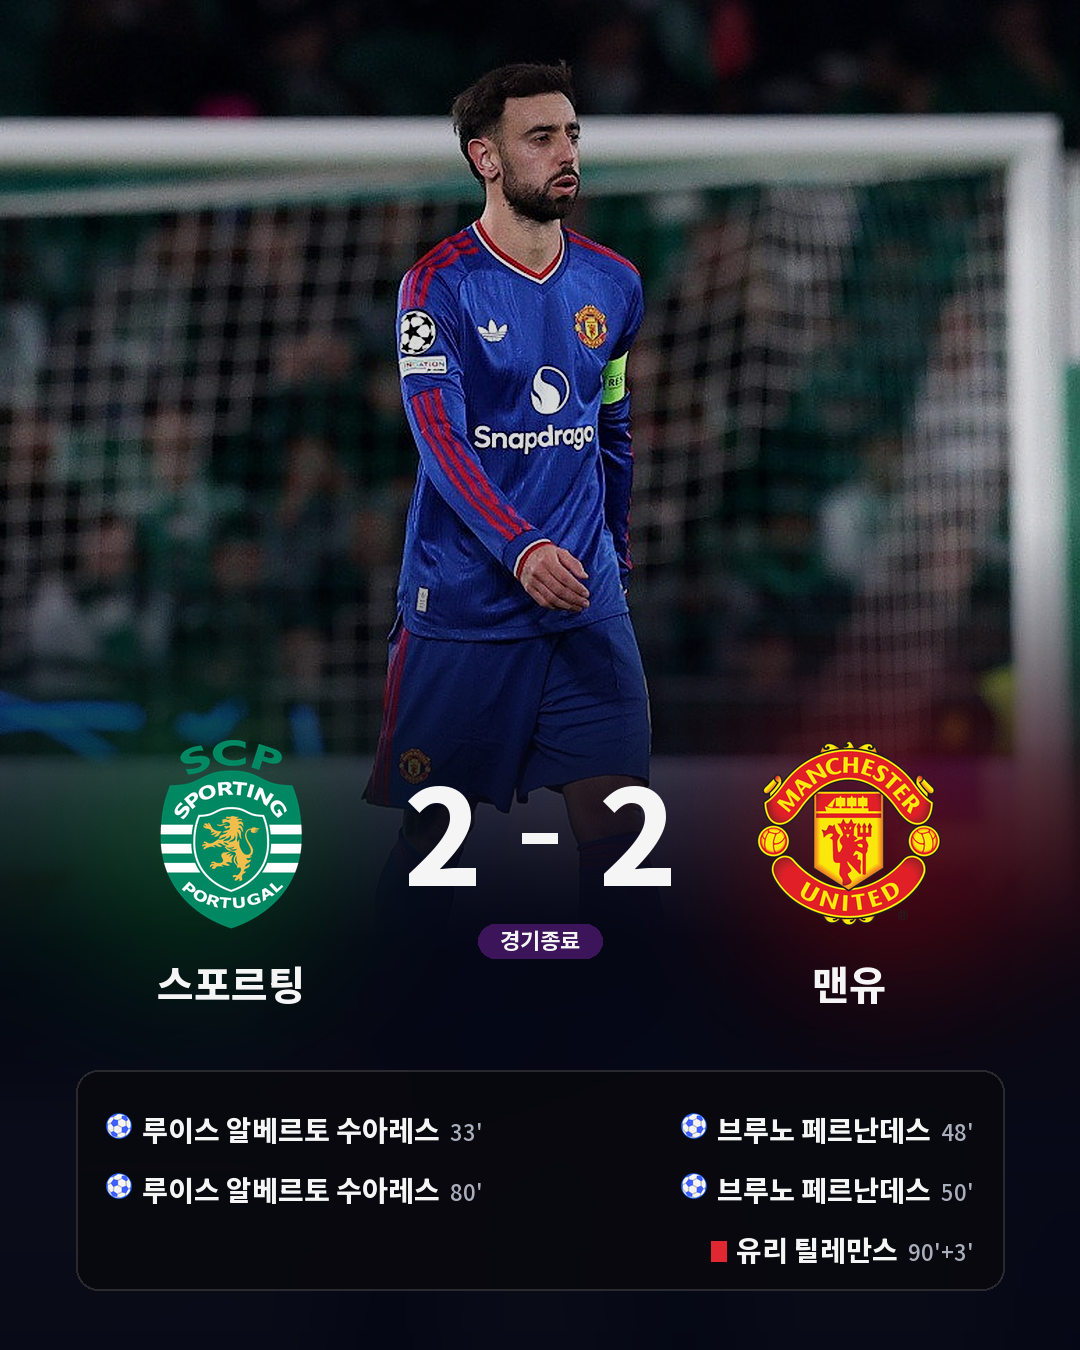 Snapdrago
SCP
SPORTING
PORTUGAL
MANCHESTER
UNITED
2 - 2
경기종료
스포르팅
맨유
루이스 알베르토 수아레스 33'
브루노 페르난데스 48'
루이스 알베르토 수아레스 80'
브루노 페르난데스 50'
유리 틸레만스 90'+3'